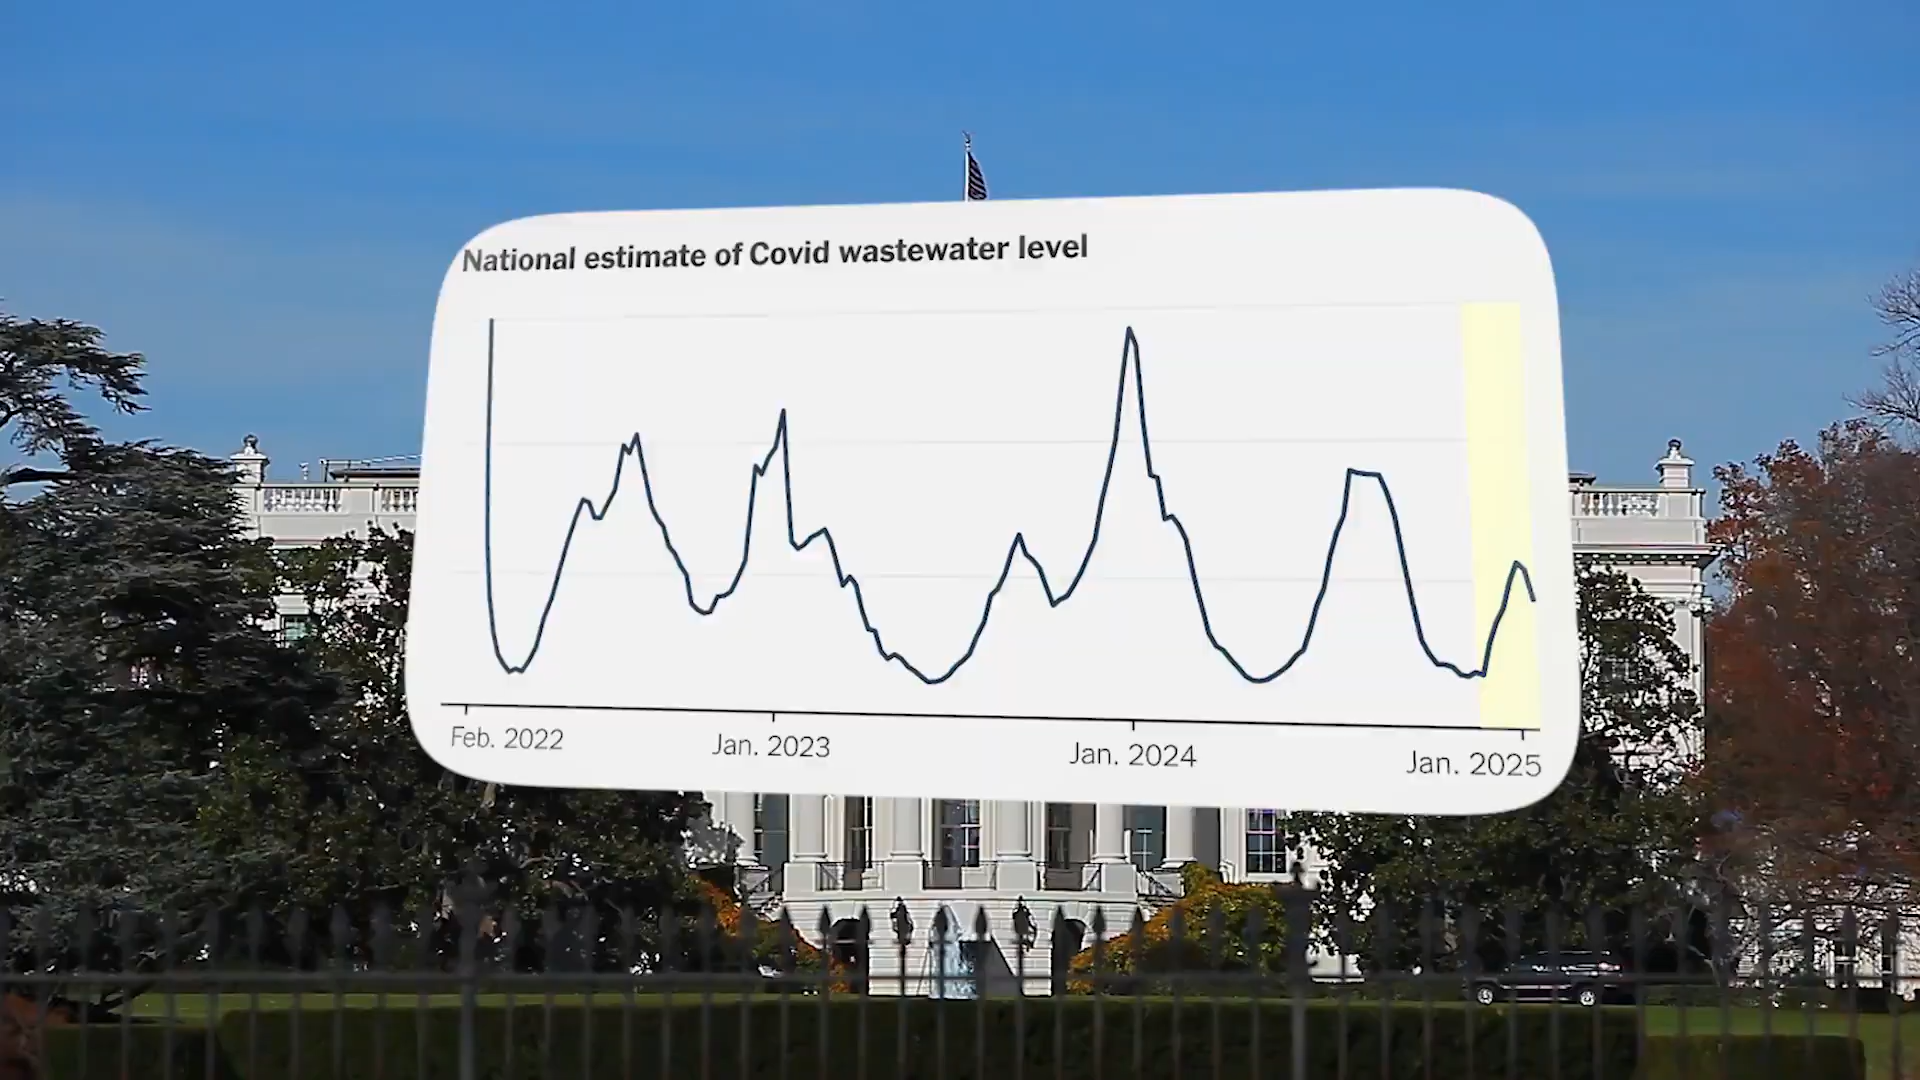 National estimate of Covid wastewater level
Feb. 2022
Jan. 2023
Jan. 2024
Jan. 2025